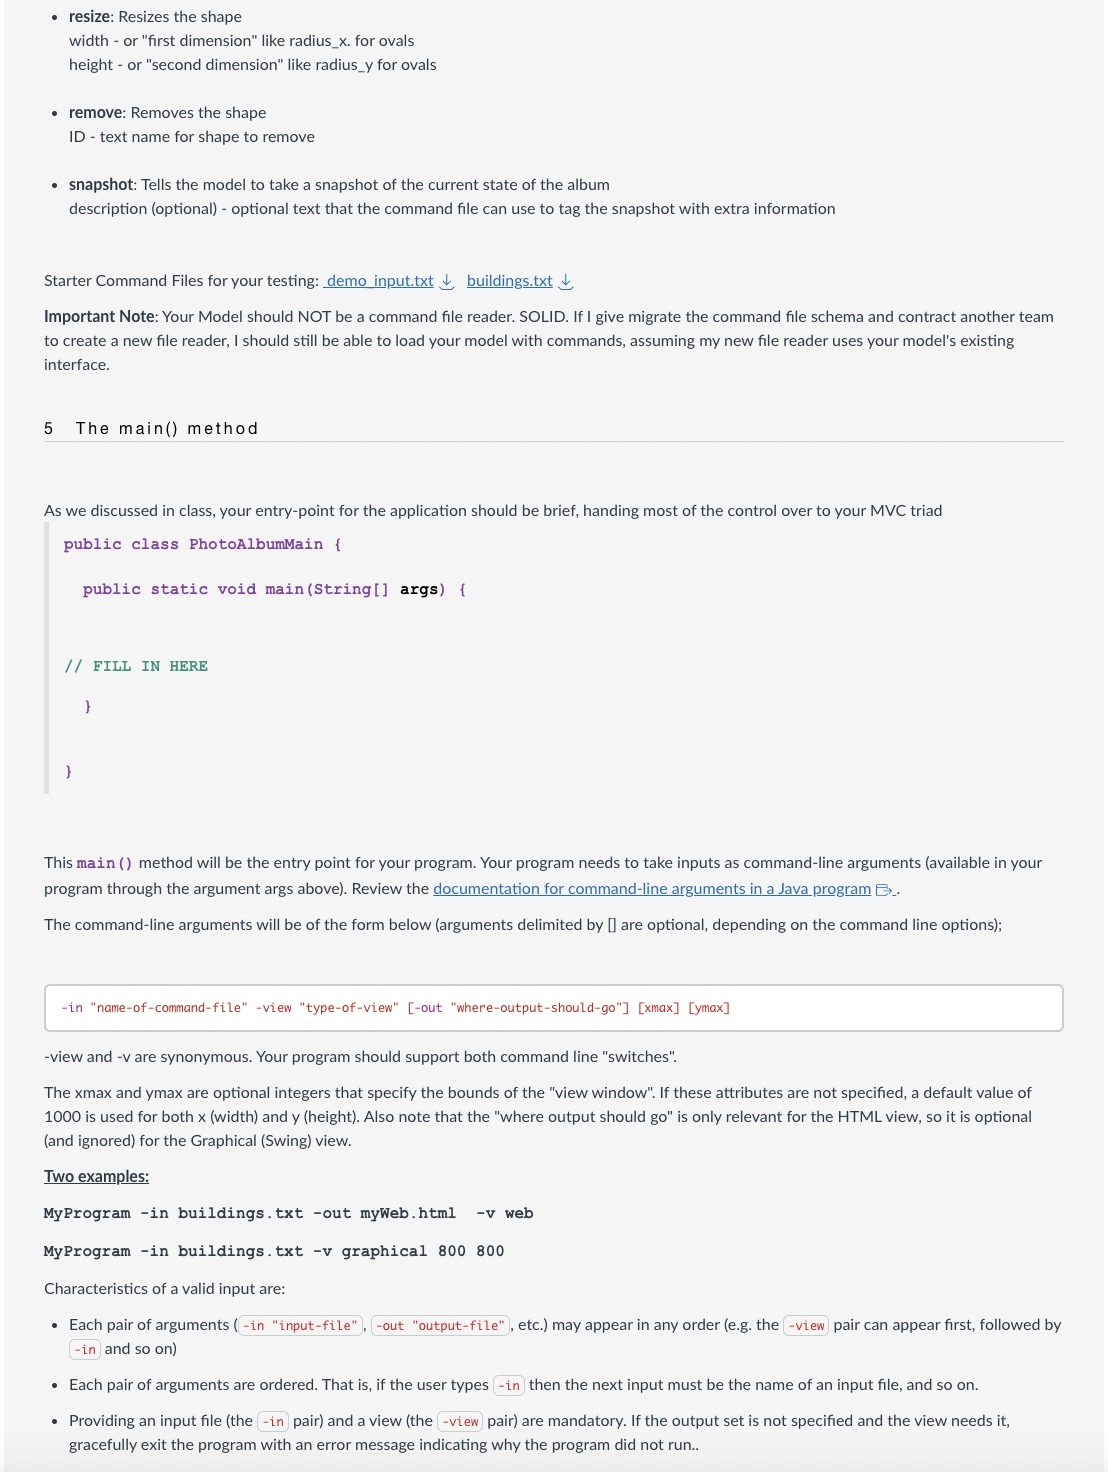 • resize: Resizes the shape
width - or "first dimension" like radius_x. for ovals
height - or "second dimension" like radius_y for ovals
• remove: Removes the shape
ID - text name for shape to remove
• snapshot: Tells the model to take a snapshot of the current state of the album
description (optional) - optional text that the command file can use to tag the snapshot with extra information
Starter Command Files for your testing: demo_input.txt buildings.txt
Important Note: Your Model should NOT be a command file reader. SOLID. If I give migrate the command file schema and contract another team
to create a new file reader, I should still be able to load your model with commands, assuming my new file reader uses your model's existing
interface.
5 The main() method
As we discussed in class, your entry-point for the application should be brief, handing most of the control over to your MVC triad
public class PhotoAlbumMain {
public static void main(String[] args) {
// FILL IN HERE
}
}
This main() method will be the entry point for your program. Your program needs to take inputs as command-line arguments (available in your
program through the argument args above). Review the documentation for command-line arguments in a Java program .
The command-line arguments will be of the form below (arguments delimited by [] are optional, depending on the command line options);
-in "name-of-command-file" -view "type-of-view" [-out "where-output-should-go"] [xmax] [ymax]
-view and -v are synonymous. Your program should support both command line "switches".
The xmax and ymax are optional integers that specify the bounds of the "view window". If these attributes are not specified, a default value of
1000 is used for both x (width) and y (height). Also note that the "where output should go" is only relevant for the HTML view, so it is optional
(and ignored) for the Graphical (Swing) view.
Two examples:
MyProgram -in buildings.txt -out myWeb.html -v web
MyProgram -in buildings.txt -v graphical 800 800
Characteristics of a valid input are:
• Each pair of arguments (-in "input-file", -out "output-file", etc.) may appear in any order (e.g. the -view pair can appear first, followed by
-in and so on)
• Each pair of arguments are ordered. That is, if the user types -in then the next input must be the name of an input file, and so on.
• Providing an input file (the -in pair) and a view (the -view pair) are mandatory. If the output set is not specified and the view needs it,
gracefully exit the program with an error message indicating why the program did not run..